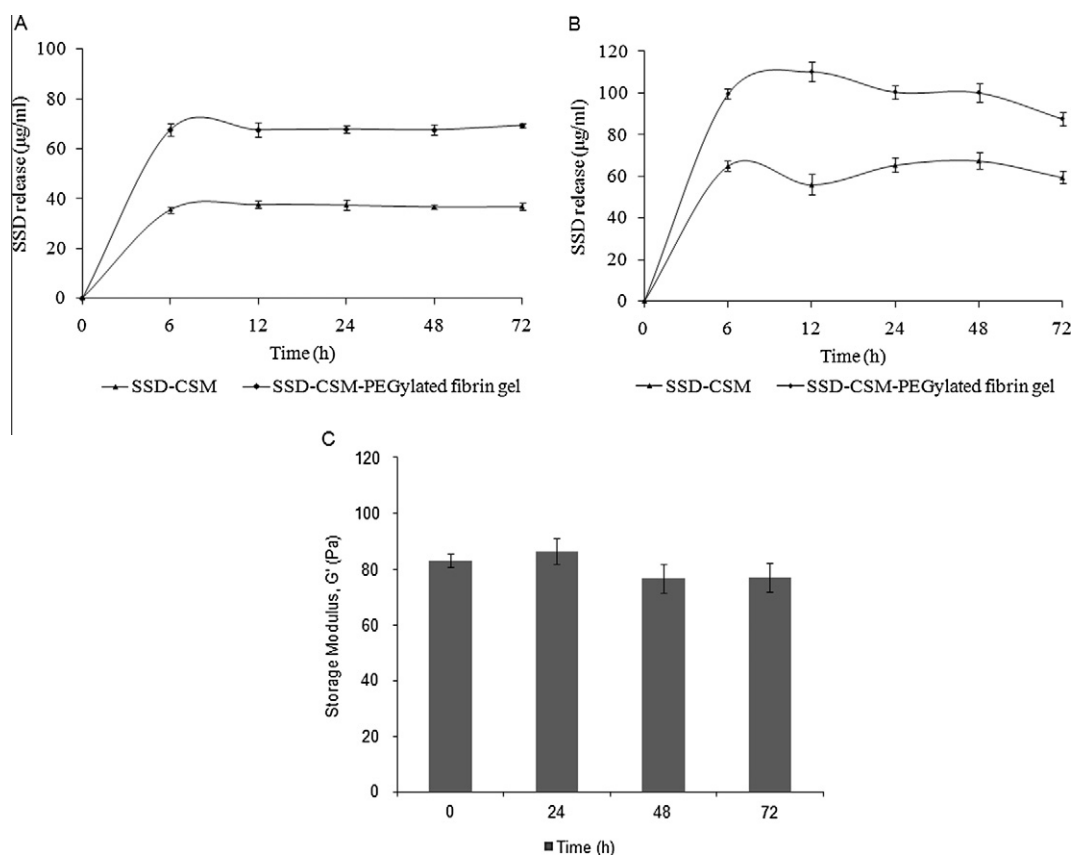 A
100
80
60
40
20
0
SSD release (µg/ml)
0 6 12 24 48 72
Time (h)
SSD-CSM SSD-CSM-PEGylated fibrin gel
B
120
100
80
60
40
20
0
SSD release (µg/ml)
0 6 12 24 48 72
Time (h)
SSD-CSM SSD-CSM-PEGylated fibrin gel
C
120
100
80
60
40
20
0
Storage Modulus, G' (Pa)
0 24 48 72
Time (h)